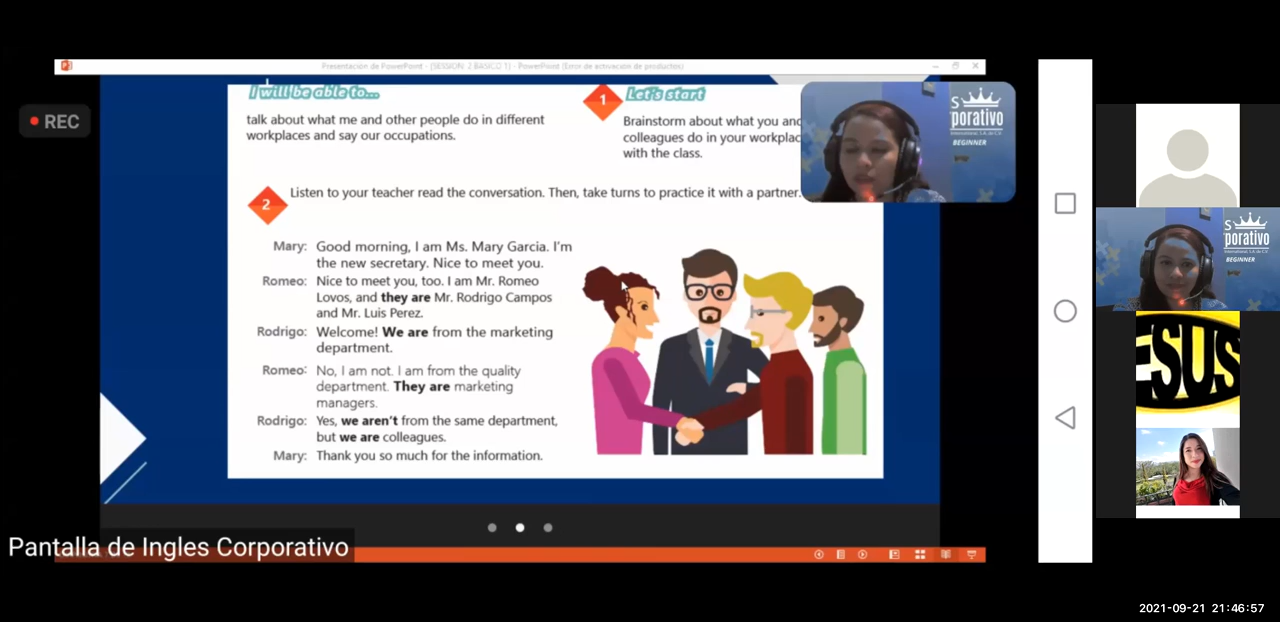 Presentación de PowerPoint - [SESSION: 2 BASICO 1] - PowerPoint (Error de activación de productos)
REC
I will be able to...
talk about what me and other people do in different
workplaces and say our occupations.
1
Let's start
Brainstorm about what you and
colleagues do in your
with the class.
2
Listen to your teacher read the conversation. Then, take turns to practice it with a partner.
Mary: Good morning, I am Ms. Mary Garcia. I'm
the new secretary. Nice to meet you.
Romeo: Nice to meet you, too. I am Mr. Romeo
Lovos, and they are Mr. Rodrigo Campos
and Mr. Luis Perez.
Rodrigo: Welcome! We are from the marketing
department.
Romeo: No, I am not. I am from the quality
department. They are marketing
managers.
Rodrigo: Yes, we aren't from the same department,
but we are colleagues.
Mary: Thank you so much for the information.
S
porativo
International, S.A. de C.V.
BEGINNER
S
porativo
International, S.A. de C.V.
BEGINNER
ESUS
Pantalla de Ingles Corporativo
2021-09-21 21:46:57